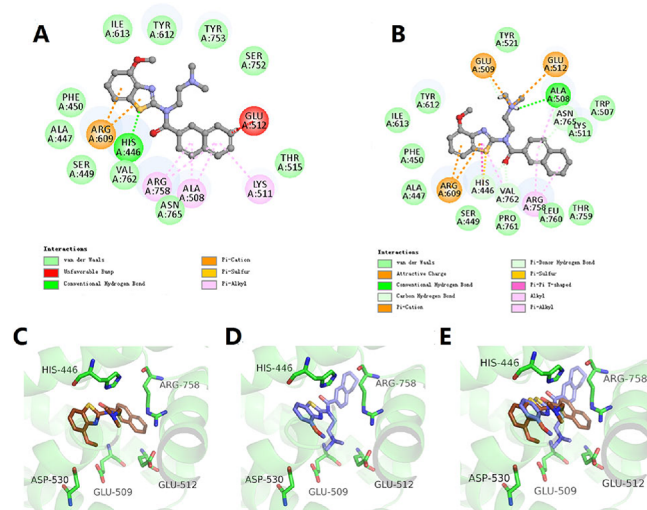 A
ILE A:613
TYR A:612
TYR A:753
SER A:752
PHE A:450
ALA A:447
ARG A:609
GLU A:512
HIS A:446
SER A:449
VAL A:762
ARG A:758
ALA A:508
LYS A:511
THR A:515
ASN A:765
Interactions
van der Waals
Unfavorable Bump
Conventional Hydrogen Bond
Pi-Cation
Pi-Sulfur
Pi-Alkyl
B
TYR A:521
GLU A:509
GLU A:512
ALA A:508
TYR A:612
ASN A:765
TRP A:507
LYS A:511
ILE A:613
PHE A:450
ALA A:447
ARG A:609
HIS A:446
VAL A:762
ARG A:758
SER A:449
PRO A:761
LEU A:760
THR A:759
Interactions
van der Waals
Attractive Charge
Conventional Hydrogen Bond
Carbon Hydrogen Bond
Pi-Cation
Pi-Donor Hydrogen Bond
Pi-Sulfur
Pi-Pi T-shaped
Alkyl
Pi-Alkyl
C
HIS-446
ARG-758
ASP-530
GLU-509
GLU-512
D
HIS-446
ARG-758
ASP-530
GLU-509
GLU-512
E
HIS-446
ARG-758
ASP-530
GLU-509
GLU-512